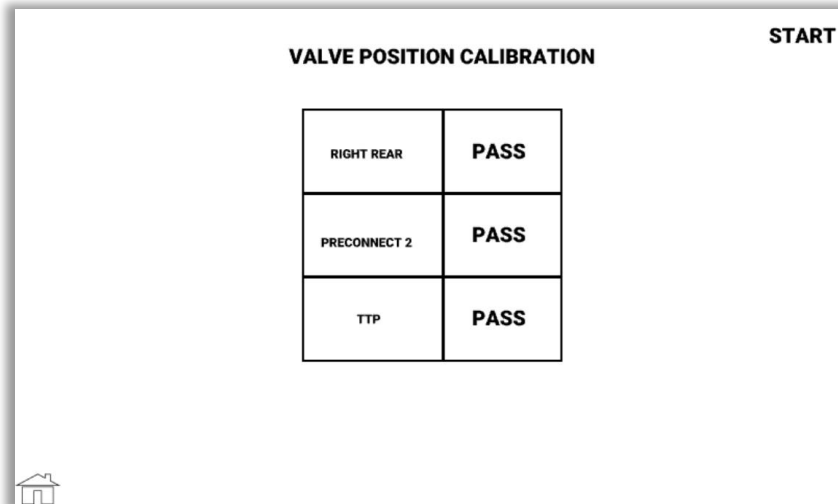 START
VALVE POSITION CALIBRATION
RIGHT REAR PASS
PRECONNECT 2 PASS
TTP PASS